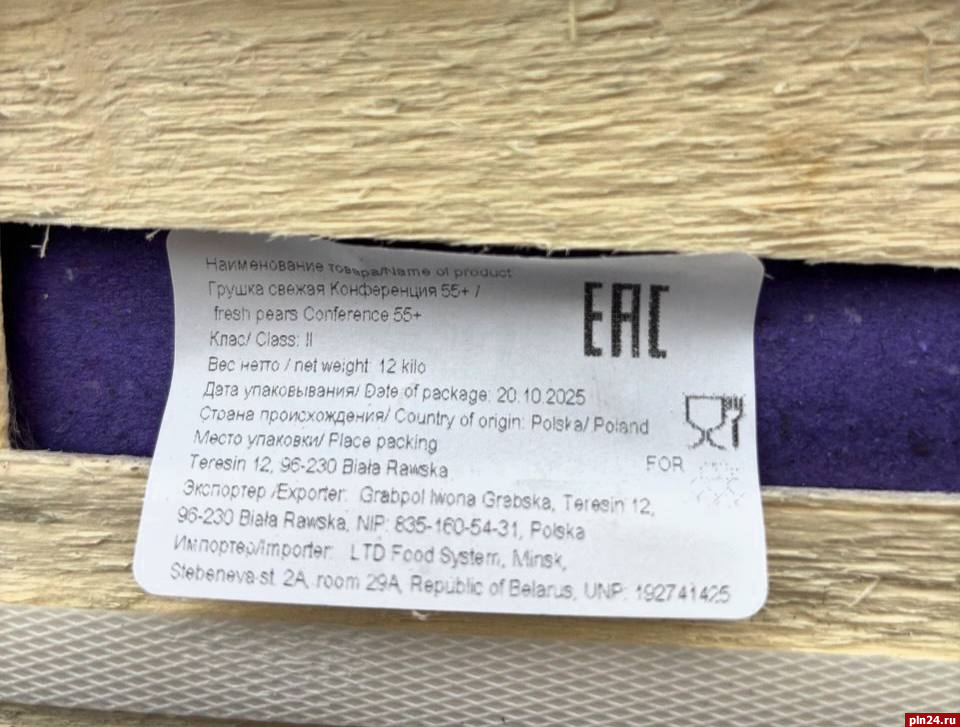 Наименование товара/Name of product
Грушка свежая Конференция 55+ /
fresh pears Conference 55+
Клас/ Class: II
Вес нетто / net weight: 12 kilo
Дата упаковывания/ Date of package: 20.10.2025
Страна происхождения/ Country of origin: Polska/ Poland
Место упаковки/ Place packing
Teresin 12, 96-230 Biała Rawska
Экспортер /Exporter: Grabpol Iwona Grabska, Teresin 12,
96-230 Biała Rawska, NIP: 835-160-54-31, Polska
Импортер/Importer: LTD Food System, Minsk,
Stebeneva st. 2A, room 29A, Republic of Belarus, UNP: 192741425
EAC
FOR
pln24.ru